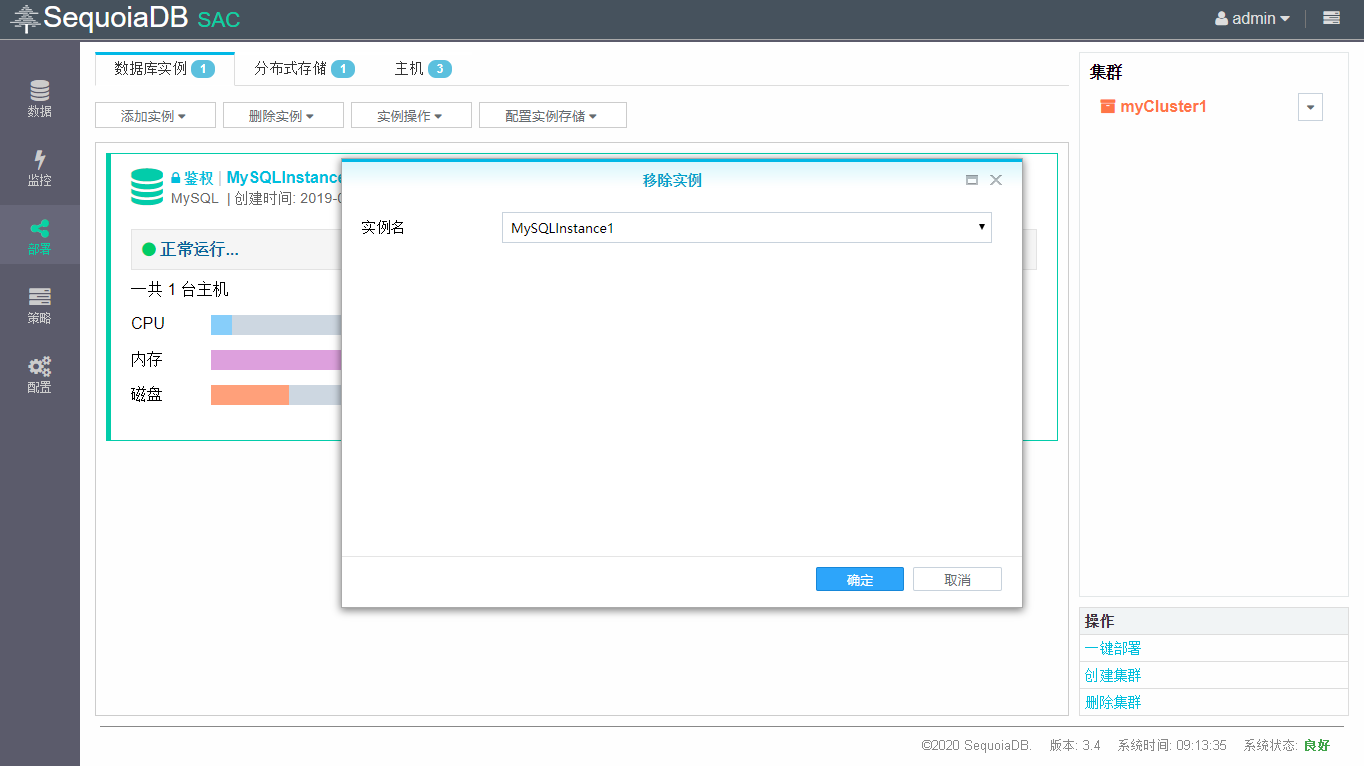 SequoiaDB SAC
admin
数据
监控
部署
策略
配置
数据库实例 1
分布式存储 1
主机 3
添加实例
删除实例
实例操作
配置实例存储
鉴权 | MySQLInstance
MySQL | 创建时间: 2019-0
正常运行...
一共 1 台主机
CPU
内存
磁盘
移除实例
实例名
MySQLInstance1
确定
取消
集群
myCluster1
操作
一键部署
创建集群
删除集群
©2020 SequoiaDB. 版本: 3.4 系统时间: 09:13:35 系统状态: 良好